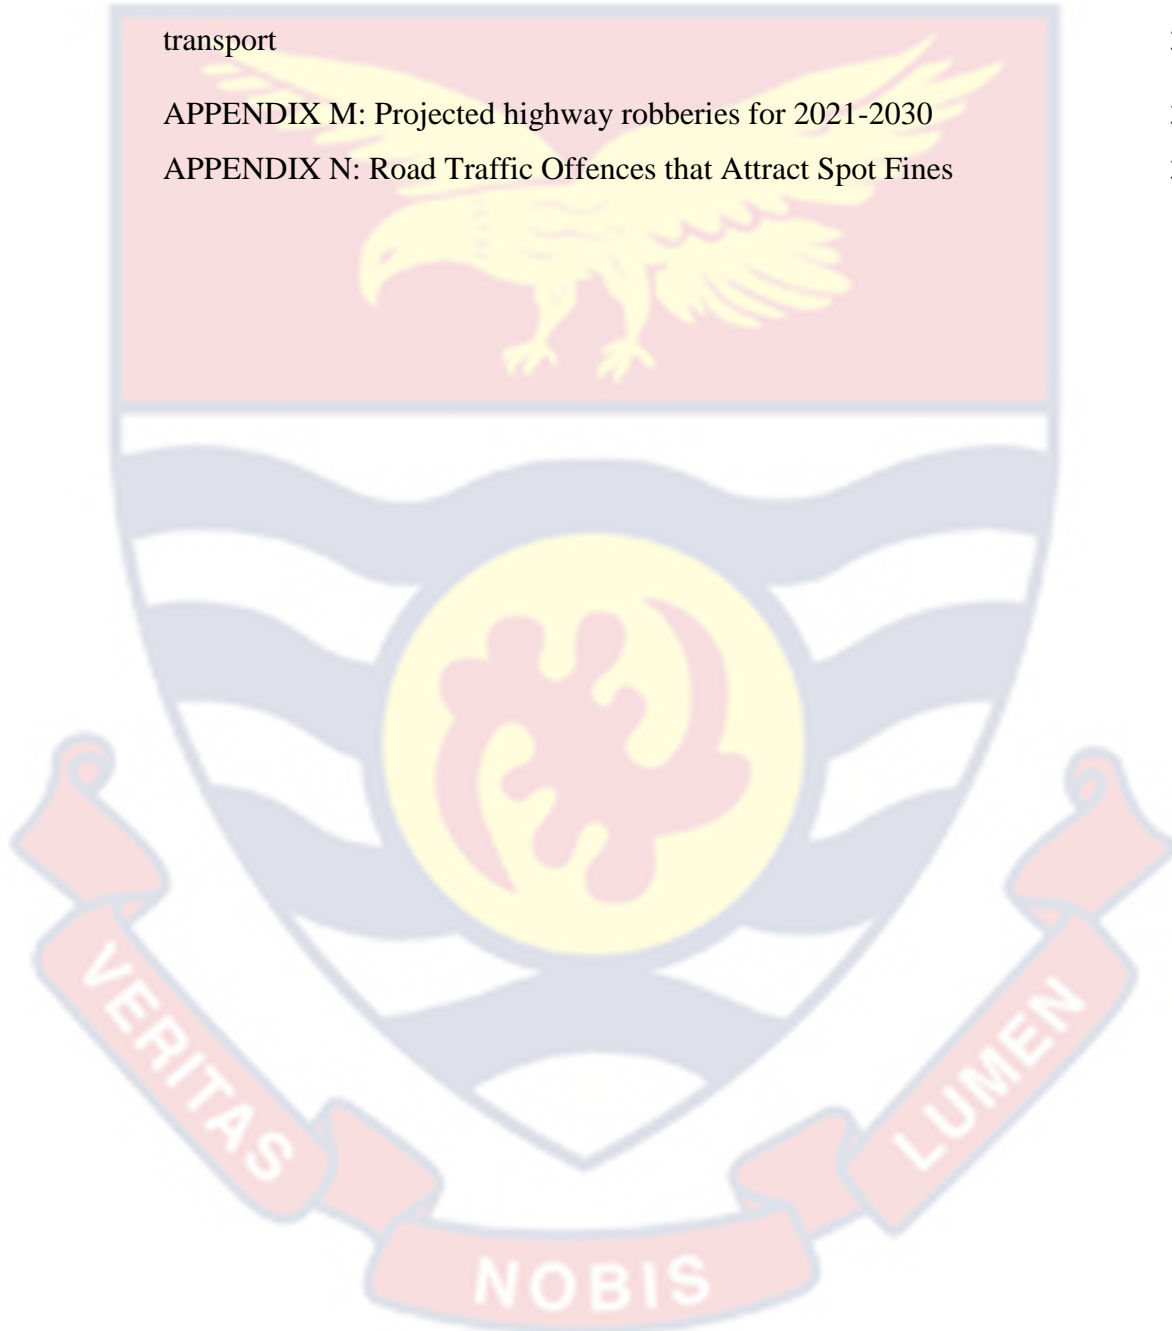 transport
APPENDIX M: Projected highway robberies for 2021-2030
APPENDIX N: Road Traffic Offences that Attract Spot Fines
VERITAS
NOBIS
LUMEN